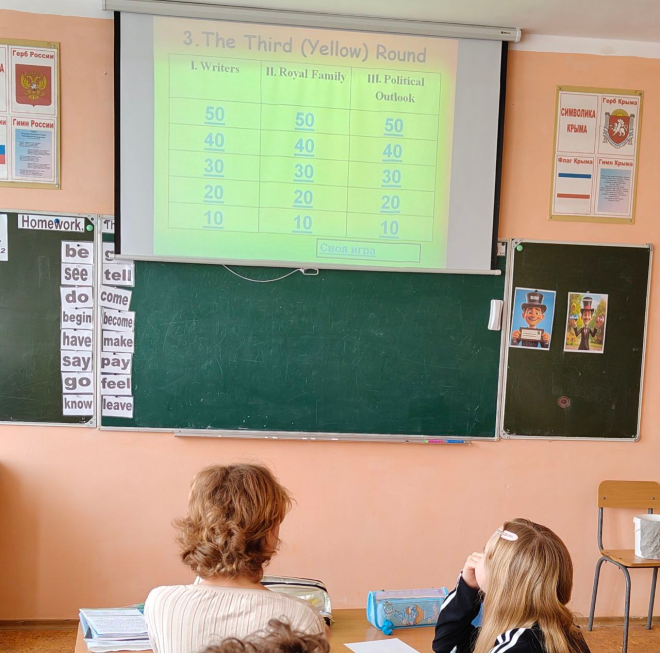 3.The Third (Yellow) Round
I. Writers
II. Royal Family
III. Political
Outlook
50 50 50
40 40 40
30 30 30
20 20 20
10 10 10
Своя игра
Герб России
Гимн России
СИМВОЛИКА
КРЫМА
Герб Крыма
Флаг Крыма
Гимн Крыма
Homework.
be
see tell
do come
begin become
have make
say pay
go feel
know leave